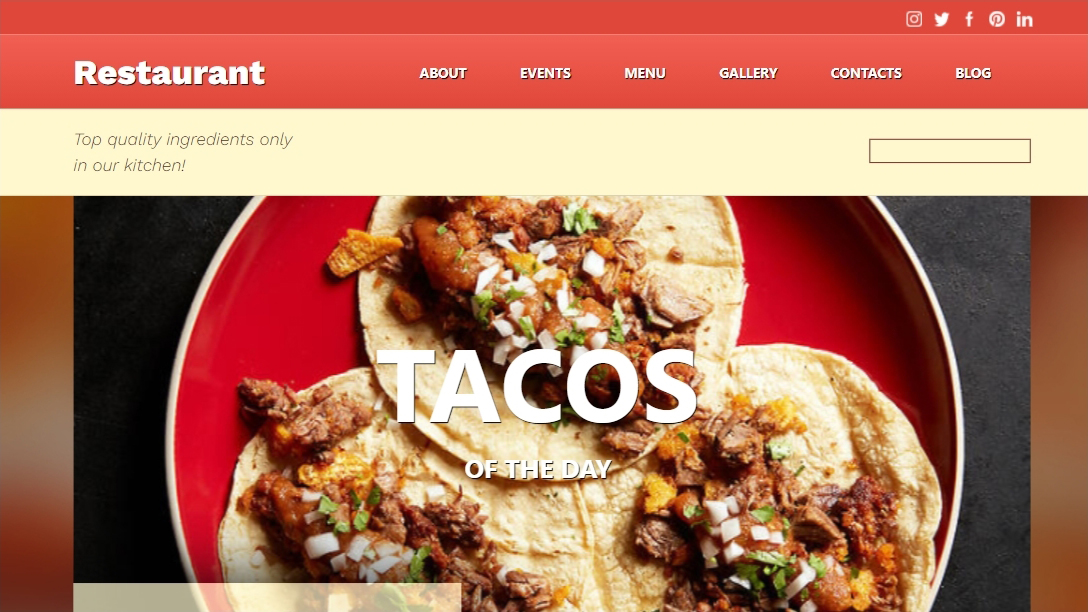 Restaurant
ABOUT EVENTS MENU GALLERY CONTACTS BLOG
Top quality ingredients only
in our kitchen!
TACOS
OF THE DAY